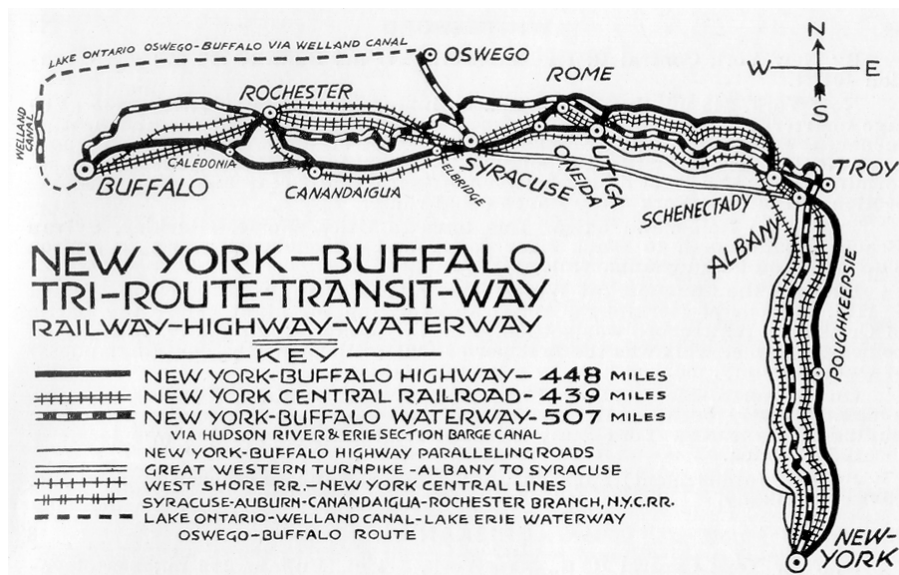 LAKE ONTARIO OSWEGO-BUFFALO VIA WELLAND CANAL
OSWEGO
N
W E
S
ROME
ROCHESTER
WELLAND
CANAL
BUFFALO
CALEDONIA
CANANDAIGUA
ELBRIDGE
SYRACUSE
ONEIDA
UTIGA
SCHENECTADY
TROY
ALBANY
POUGHKEEPSIE
NEW-
YORK
NEW YORK-BUFFALO
TRI-ROUTE-TRANSIT-WAY
RAILWAY-HIGHWAY-WATERWAY
KEY
NEW YORK-BUFFALO HIGHWAY-448 MILES
NEW YORK CENTRAL RAILROAD-439 MILES
NEW YORK-BUFFALO WATERWAY-507 MILES
VIA HUDSON RIVER & ERIE SECTION BARGE CANAL
NEW YORK-BUFFALO HIGHWAY PARALLELING ROADS
GREAT WESTERN TURNPIKE-ALBANY TO SYRACUSE
WEST SHORE RR.-NEW YORK CENTRAL LINES
SYRACUSE-AUBURN-CANANDAIGUA-ROCHESTER BRANCH, N.Y.C.RR.
LAKE ONTARIO-WELLAND CANAL-LAKE ERIE WATERWAY
OSWEGO-BUFFALO ROUTE